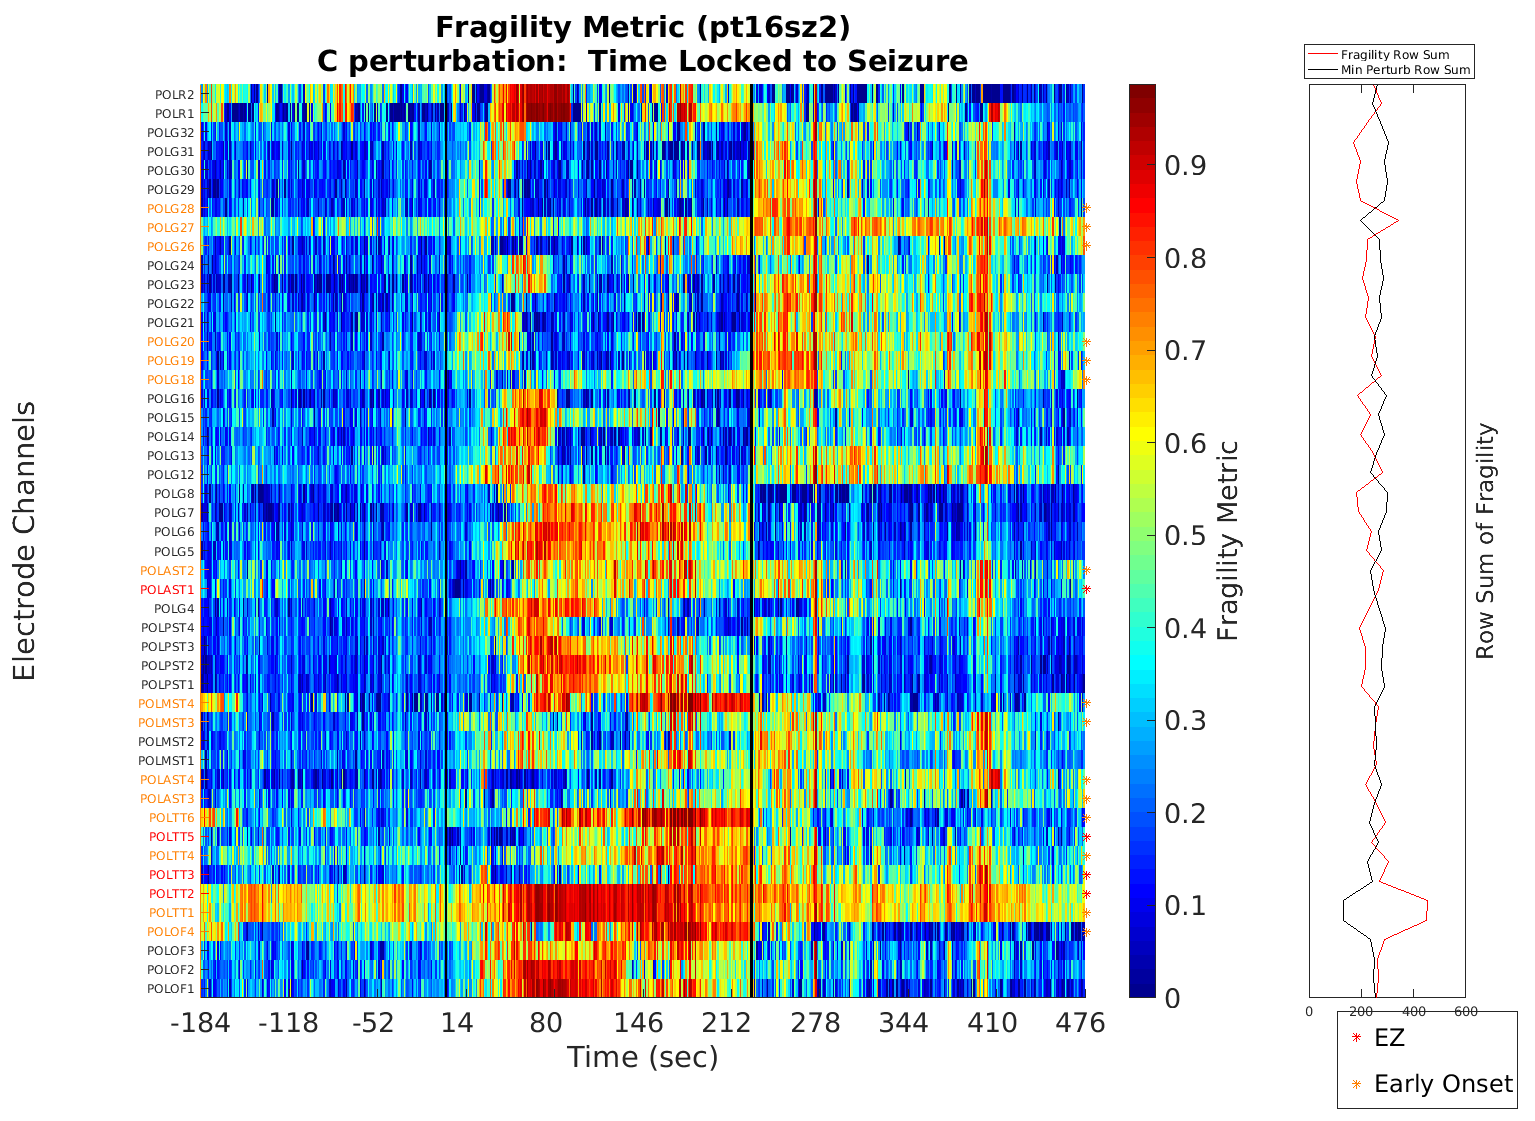 Fragility Metric (pt16sz2)
C perturbation:  Time Locked to Seizure
Electrode Channels
POLR2
POLR1
POLG32
POLG31
POLG30
POLG29
POLG28
POLG27
POLG26
POLG24
POLG23
POLG22
POLG21
POLG20
POLG19
POLG18
POLG16
POLG15
POLG14
POLG13
POLG12
POLG8
POLG7
POLG6
POLG5
POLAST2
POLAST1
POLG4
POLPST4
POLPST3
POLPST2
POLPST1
POLMST4
POLMST3
POLMST2
POLMST1
POLAST4
POLAST3
POLTT6
POLTT5
POLTT4
POLTT3
POLTT2
POLTT1
POLOF4
POLOF3
POLOF2
POLOF1
-184 -118 -52 14 80 146 212 278 344 410 476
Time (sec)
0.9
0.8
0.7
0.6
0.5
0.4
0.3
0.2
0.1
0
Fragility Metric
Fragility Row Sum
Min Perturb Row Sum
0 200 400 600
Row Sum of Fragility
EZ
Early Onset